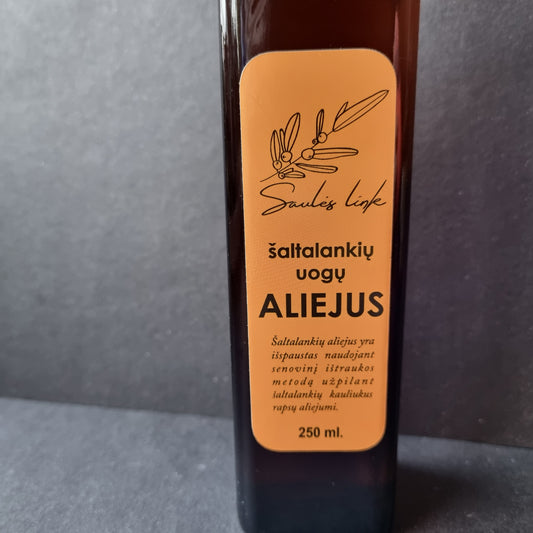 Saulės link
šaltalankių
uogų
ALIEJUS
Šaltalankių aliejus yra
išspaustas naudojant
senovinį ištraukos
metodą užpilant
šaltalankių kauliukus
rapsų aliejumi.
250 ml.